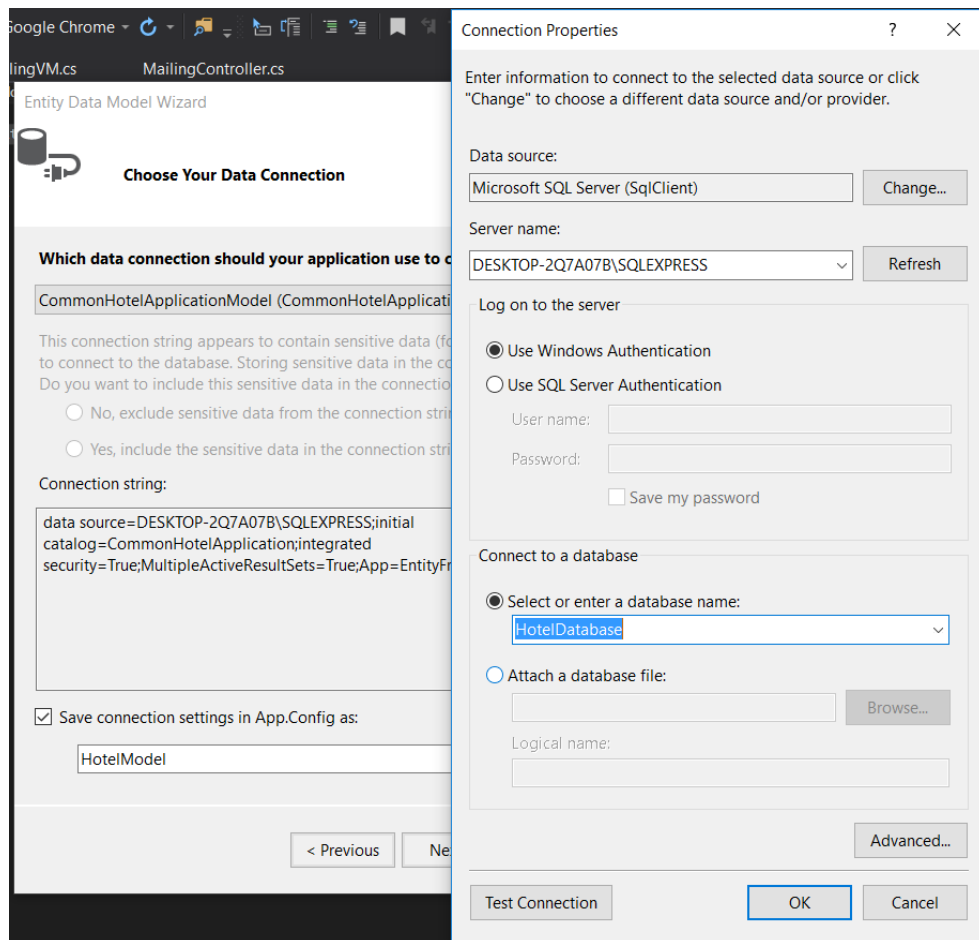 Google Chrome
lingVM.cs
MailingController.cs
Entity Data Model Wizard
Choose Your Data Connection
Which data connection should your application use to c
CommonHotelApplicationModel (CommonHotelApplicati
This connection string appears to contain sensitive data (fo
to connect to the database. Storing sensitive data in the co
Do you want to include this sensitive data in the connectio
No, exclude sensitive data from the connection strin
Yes, include the sensitive data in the connection stri
Connection string:
data source=DESKTOP-2Q7A07B\SQLEXPRESS;initial
catalog=CommonHotelApplication;integrated
security=True;MultipleActiveResultSets=True;App=EntityFr
Save connection settings in App.Config as:
HotelModel
< Previous
Nex
Connection Properties
?
Enter information to connect to the selected data source or click
"Change" to choose a different data source and/or provider.
Data source:
Microsoft SQL Server (SqlClient)
Change...
Server name:
DESKTOP-2Q7A07B\SQLEXPRESS
Refresh
Log on to the server
Use Windows Authentication
Use SQL Server Authentication
User name:
Password:
Save my password
Connect to a database
Select or enter a database name:
HotelDatabase
Attach a database file:
Browse...
Logical name:
Advanced...
Test Connection
OK
Cancel